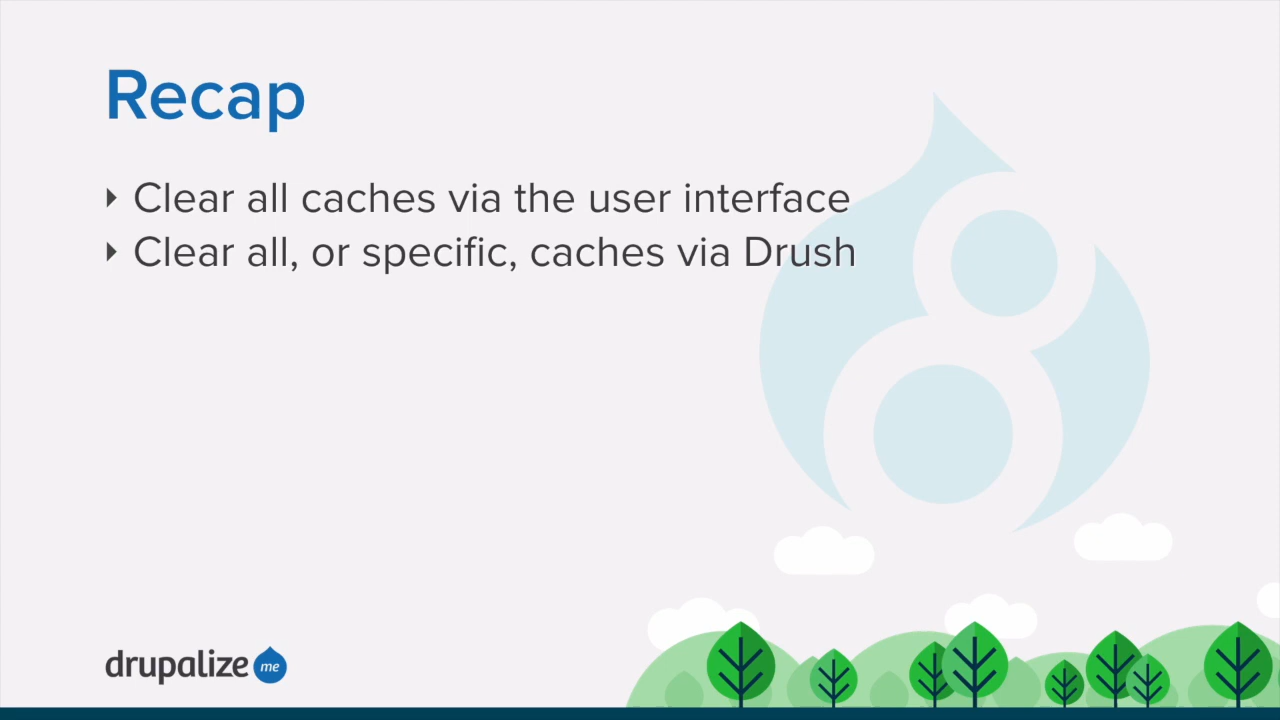 Recap
Clear all caches via the user interface
Clear all, or specific, caches via Drush
drupalize me